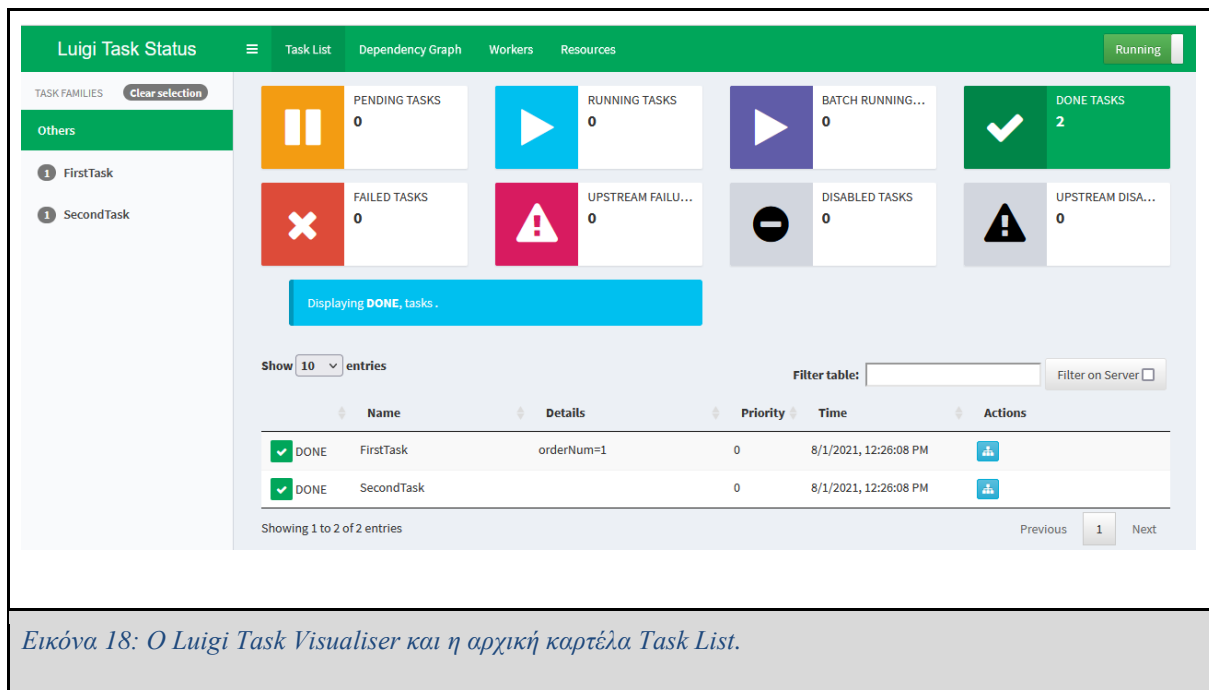 Luigi Task Status
Task List Dependency Graph Workers Resources Running
TASK FAMILIES Clear selection
Others
1 FirstTask
1 SecondTask
PENDING TASKS
0
RUNNING TASKS
0
BATCH RUNNING...
0
DONE TASKS
2
FAILED TASKS
0
UPSTREAM FAILU...
0
DISABLED TASKS
0
UPSTREAM DISA...
0
Displaying DONE, tasks .
Show 10 entries
Filter table: Filter on Server
Name Details Priority Time Actions
DONE FirstTask orderNum=1 0 8/1/2021, 12:26:08 PM
DONE SecondTask 0 8/1/2021, 12:26:08 PM
Showing 1 to 2 of 2 entries Previous 1 Next
Εικόνα 18: Ο Luigi Task Visualiser και η αρχική καρτέλα Task List.